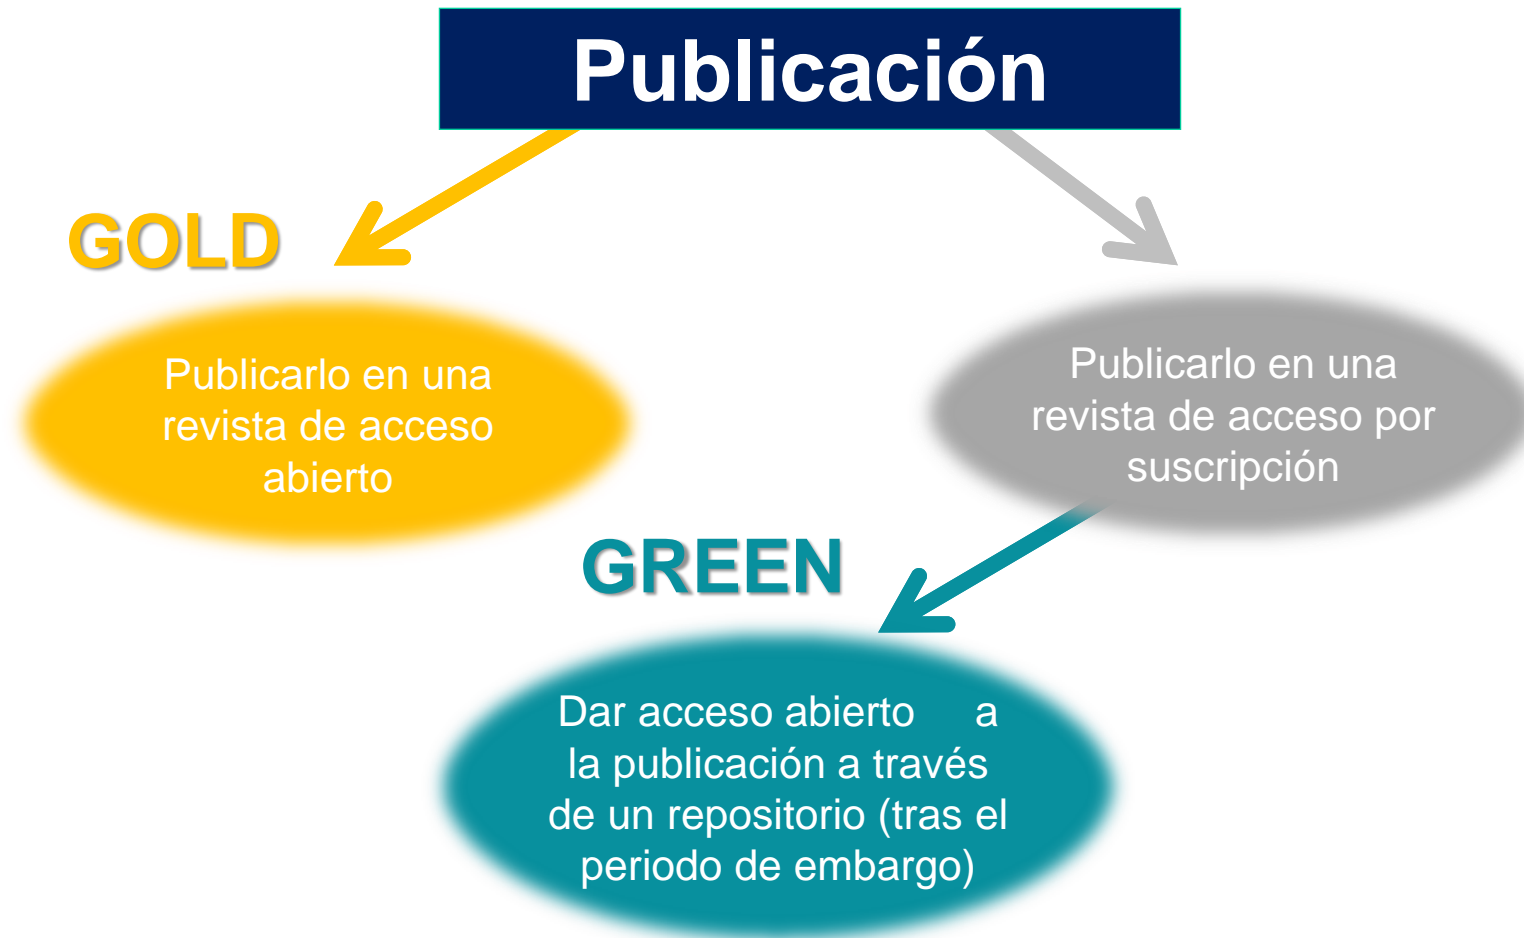 Publicación
GOLD
Publicarlo en una
revista de acceso
abierto
Publicarlo en una
revista de acceso por
suscripción
GREEN
Dar acceso abierto a
la publicación a través
de un repositorio (tras el
periodo de embargo)